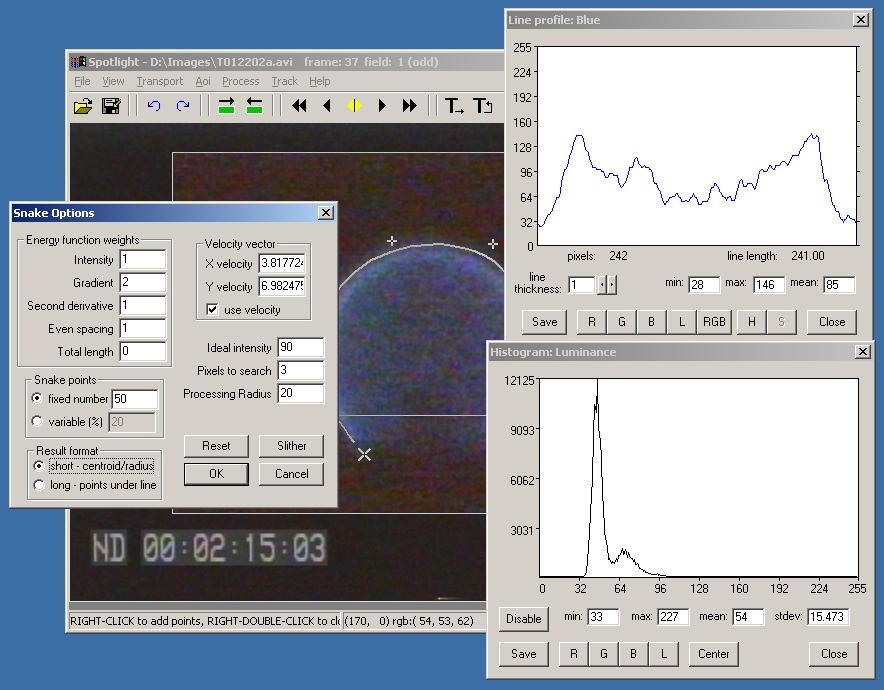 Spotlight - D:\Images\T012202a.avi frame: 37 field: 1 (odd)
File View Transport Aoi Process Track Help
ND 00:02:15:03
RIGHT-CLICK to add points, RIGHT-DOUBLE-CLICK to (170, 0) rgb:( 54, 53, 62)
Snake Options
Energy function weights
Intensity 1
Gradient 2
Second derivative 1
Even spacing 1
Total length 0
Snake points
fixed number 50
variable (%) 20
Result format
short - centroid/radius
long - points under line
Velocity vector
X velocity 3.817724
Y velocity 6.982475
use velocity
Ideal intensity 90
Pixels to search 3
Processing Radius 20
Reset Slither
OK Cancel
Line profile: Blue
255
224
192
160
128
96
64
32
0
pixels: 242 line length: 241.00
line
thickness: 1 min: 28 max: 146 mean: 85
Save R G B L RGB H S Close
Histogram: Luminance
12125
9093
6062
3031
0 32 64 96 128 160 192 224 255
Disable min: 33 max: 227 mean: 54 stdev: 15.473
Save R G B L Center Close